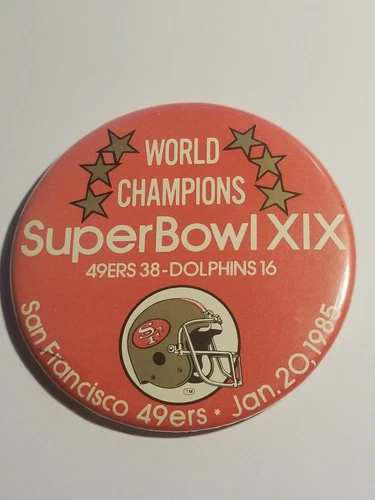 WORLD
CHAMPIONS
SuperBowl XIX
49ERS 38-DOLPHINS 16
SF
TM
San Francisco 49ers • Jan. 20, 1985